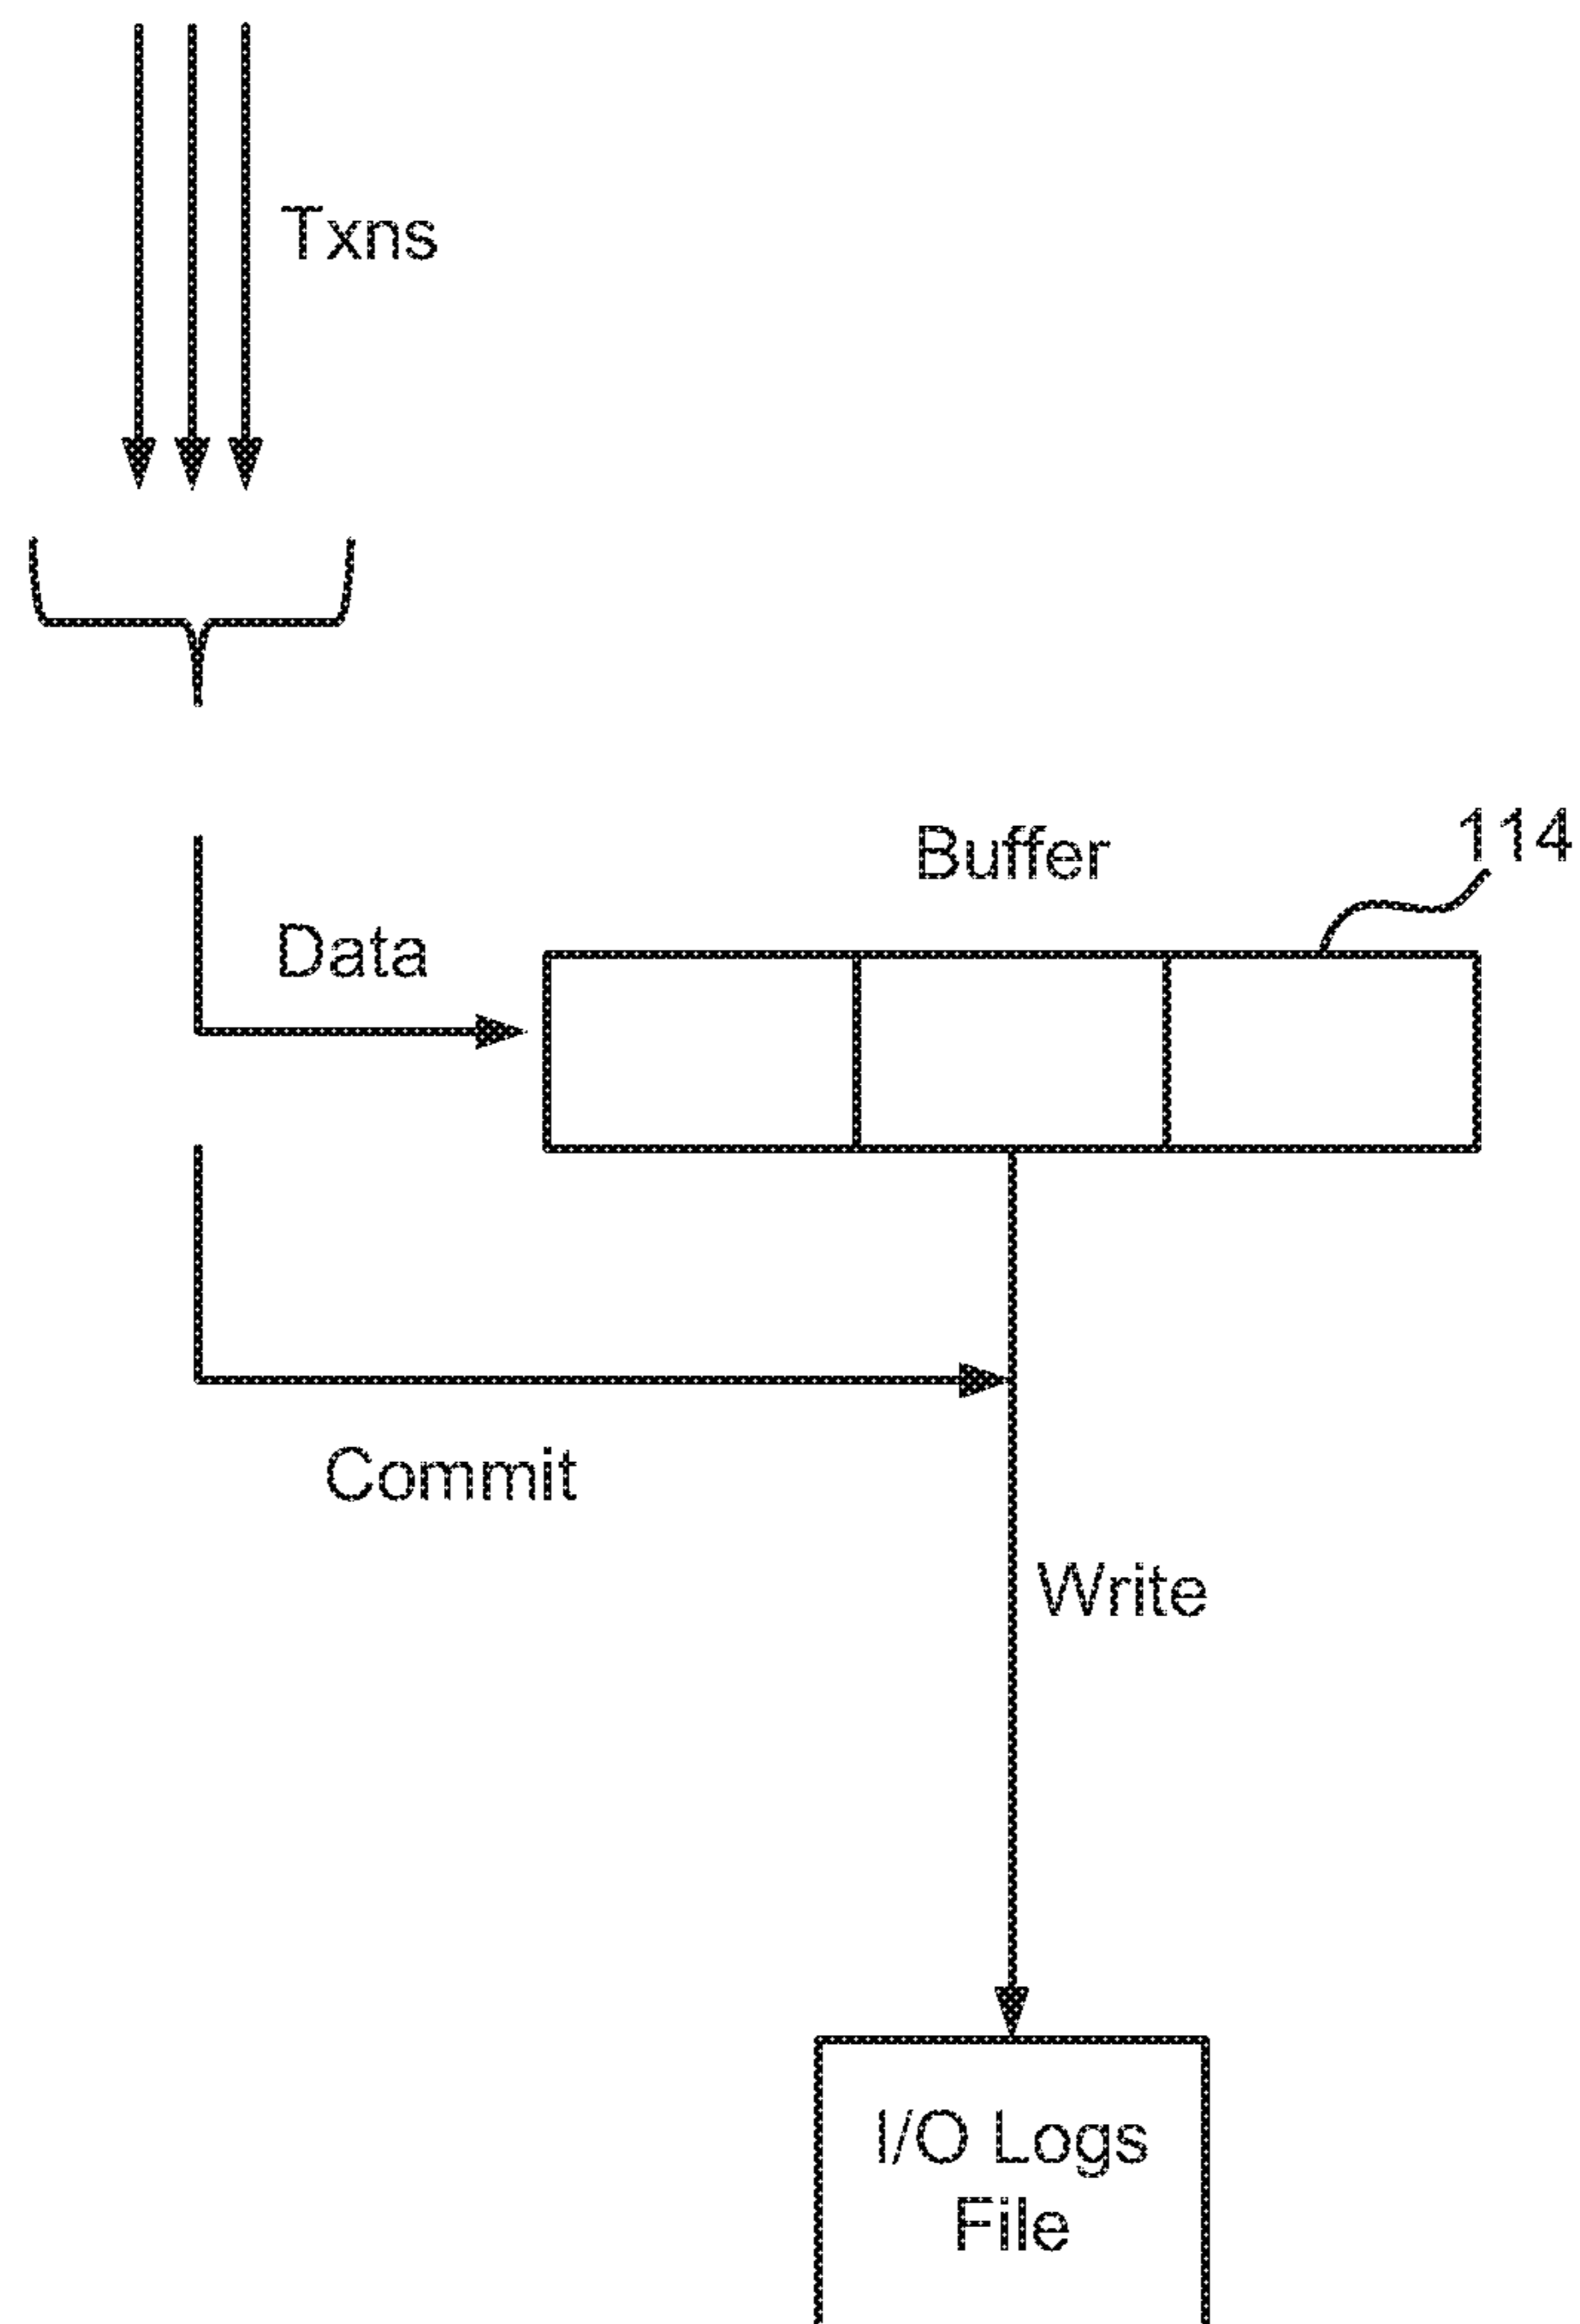 Txns
Buffer
114
Data
Commit
Write
I/O Logs
File